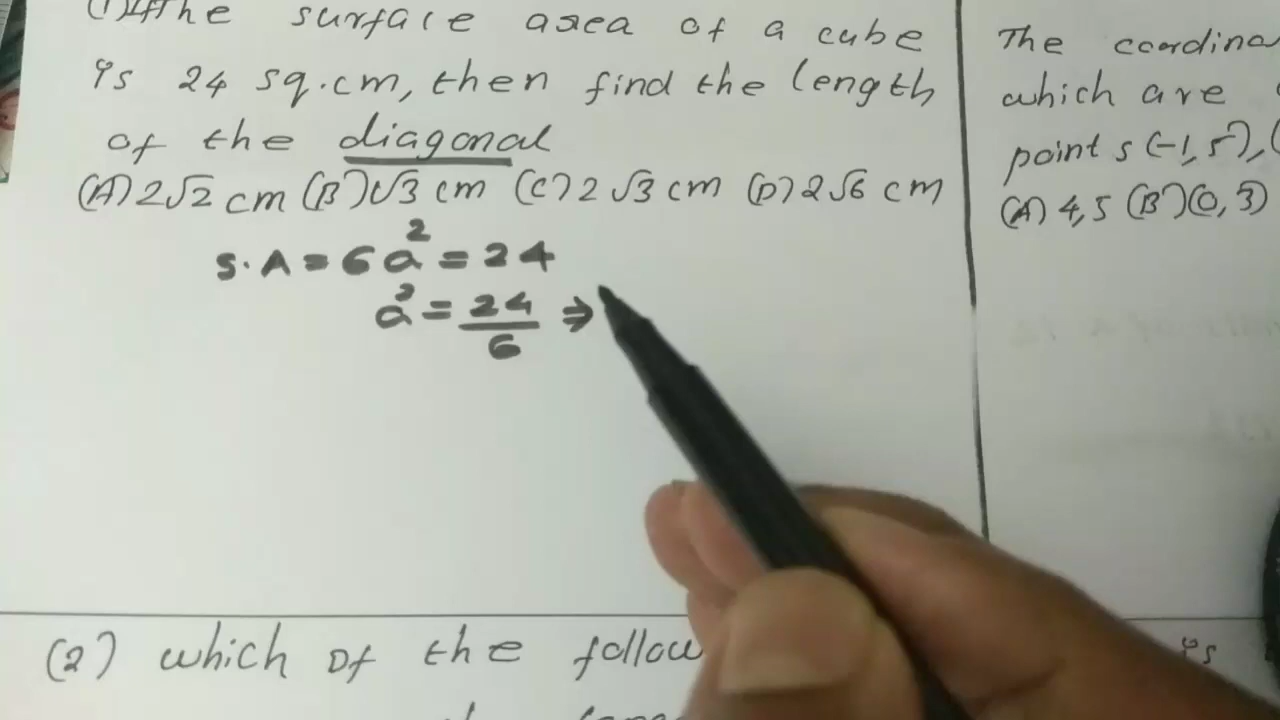 (1) If the surface area of a cube
is 24 sq.cm, then find the length
of the diagonal
(A) 2√2 cm (B) √3 cm (C) 2√3 cm (D) 2√6 cm
S.A = 6a² = 24
a² = 24/6 ⇒
The coordina
which are
points (-1, 5), (
(A) 4,5 (B) (0, 3)
(2) which of the follow
is